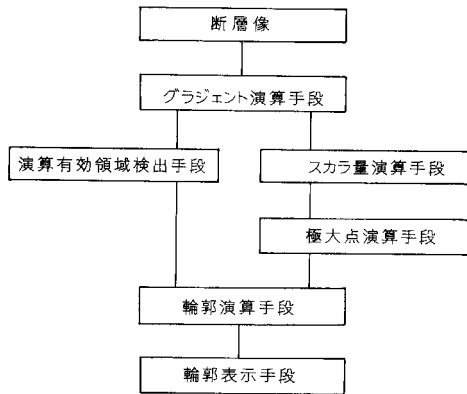 断層像
グラジェント演算手段
演算有効領域検出手段
スカラ量演算手段
極大点演算手段
輪郭演算手段
輪郭表示手段